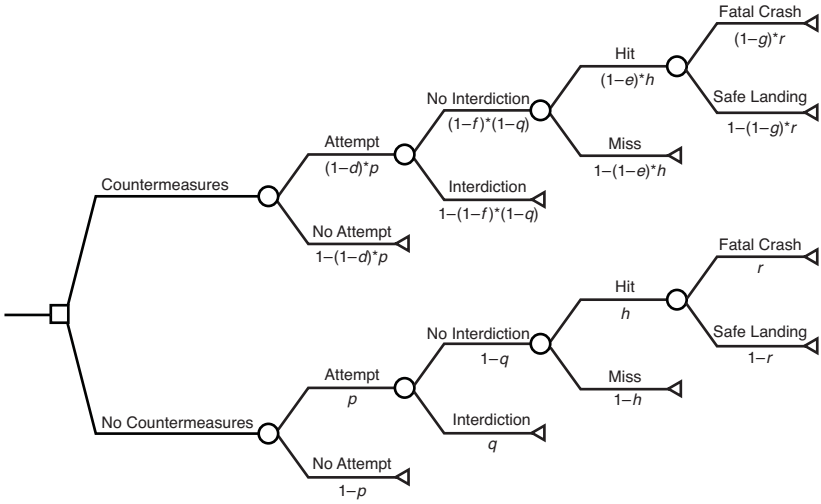 Fatal Crash
(1–g)*r
Hit
(1–e)*h
Safe Landing
1–(1–g)*r
No Interdiction
(1–f)*(1–q)
Attempt
(1–d)*p
Miss
1–(1–e)*h
Countermeasures
Interdiction
1–(1–f)*(1–q)
No Attempt
1–(1–d)*p
Fatal Crash
r
Hit
h
Safe Landing
1–r
No Interdiction
1–q
Attempt
p
Miss
1–h
No Countermeasures
Interdiction
q
No Attempt
1–p